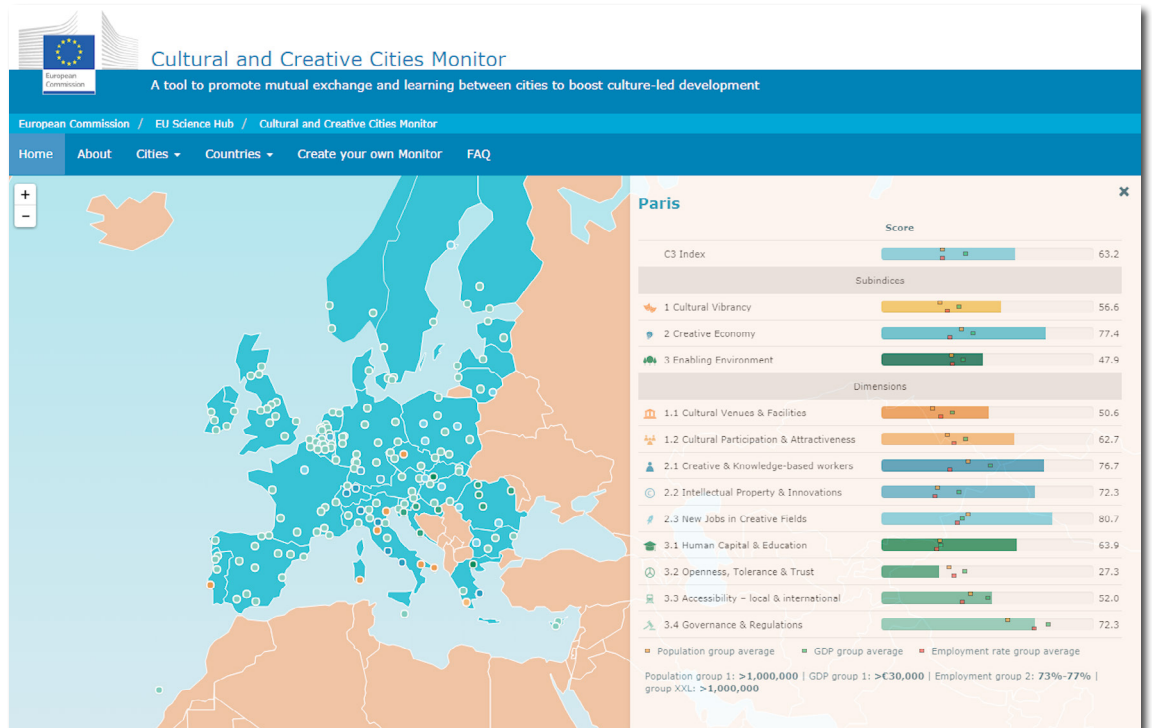 European
Commission
Cultural and Creative Cities Monitor
A tool to promote mutual exchange and learning between cities to boost culture-led development
European Commission / EU Science Hub / Cultural and Creative Cities Monitor
Home About Cities Countries Create your own Monitor FAQ
+
−
Paris
Score
C3 Index 63.2
Subindices
1 Cultural Vibrancy 56.6
2 Creative Economy 77.4
3 Enabling Environment 47.9
Dimensions
1.1 Cultural Venues & Facilities 50.6
1.2 Cultural Participation & Attractiveness 62.7
2.1 Creative & Knowledge-based workers 76.7
2.2 Intellectual Property & Innovations 72.3
2.3 New Jobs in Creative Fields 80.7
3.1 Human Capital & Education 63.9
3.2 Openness, Tolerance & Trust 27.3
3.3 Accessibility – local & international 52.0
3.4 Governance & Regulations 72.3
Population group average GDP group average Employment rate group average
Population group 1: >1,000,000 | GDP group 1: >€30,000 | Employment group 2: 73%-77% |
group XXL: >1,000,000